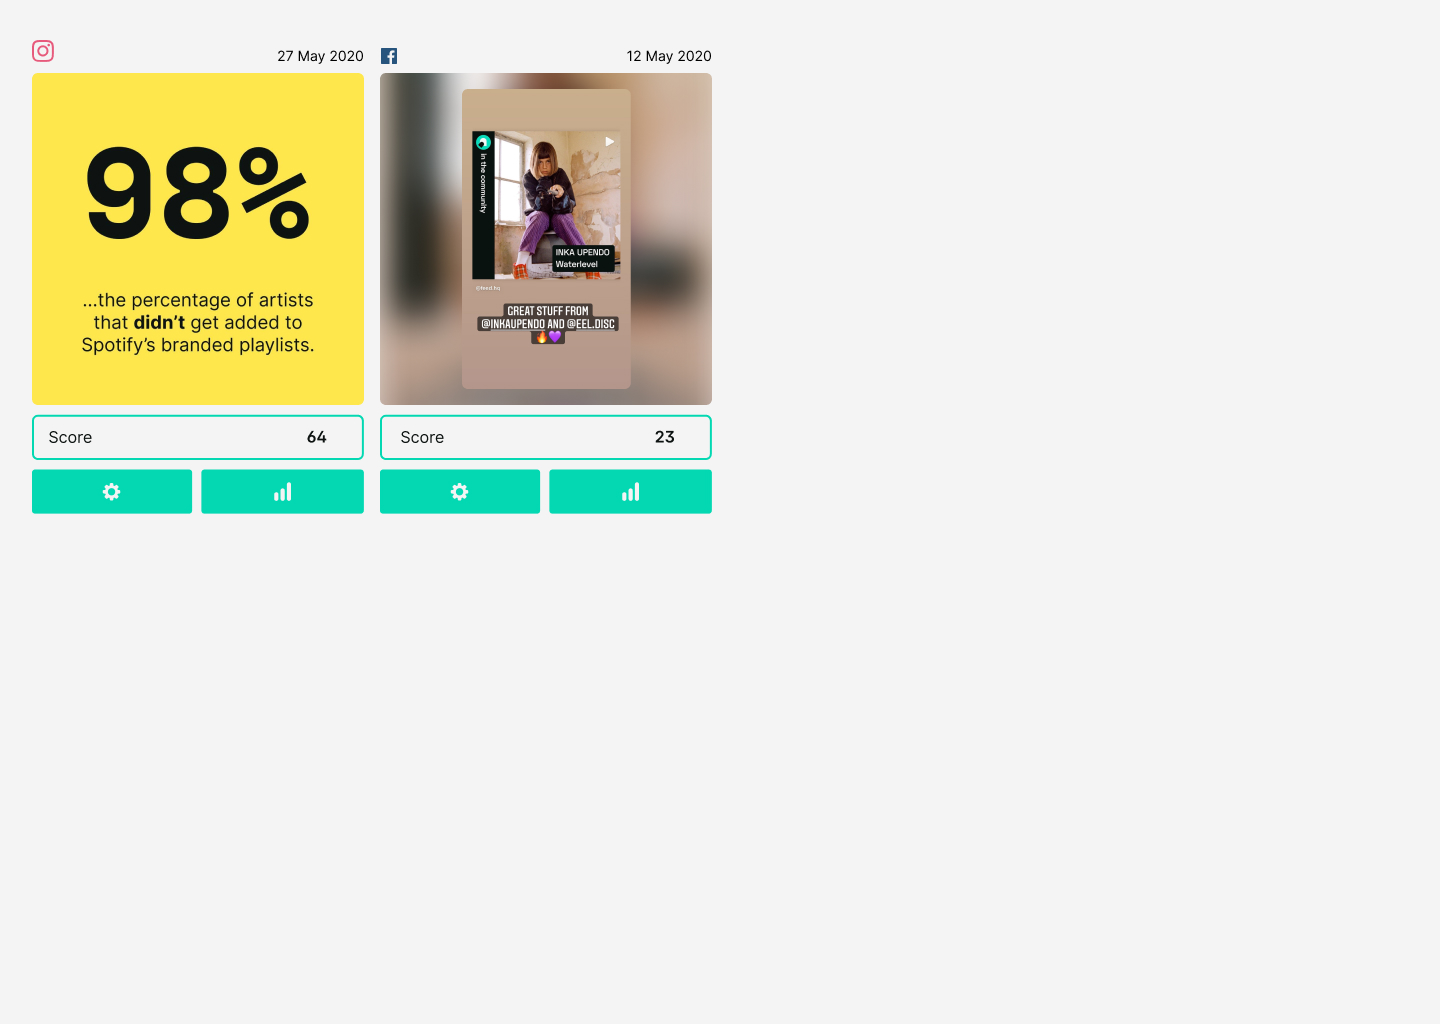 27 May 2020
98%
...the percentage of artists
that didn't get added to
Spotify's branded playlists.
Score 64
12 May 2020
in the community
INKA UPENDO
Waterlevel
@feed.hq
GREAT STUFF FROM
@INKAUPENDO AND @EEL.DISC
🔥💜
Score 23